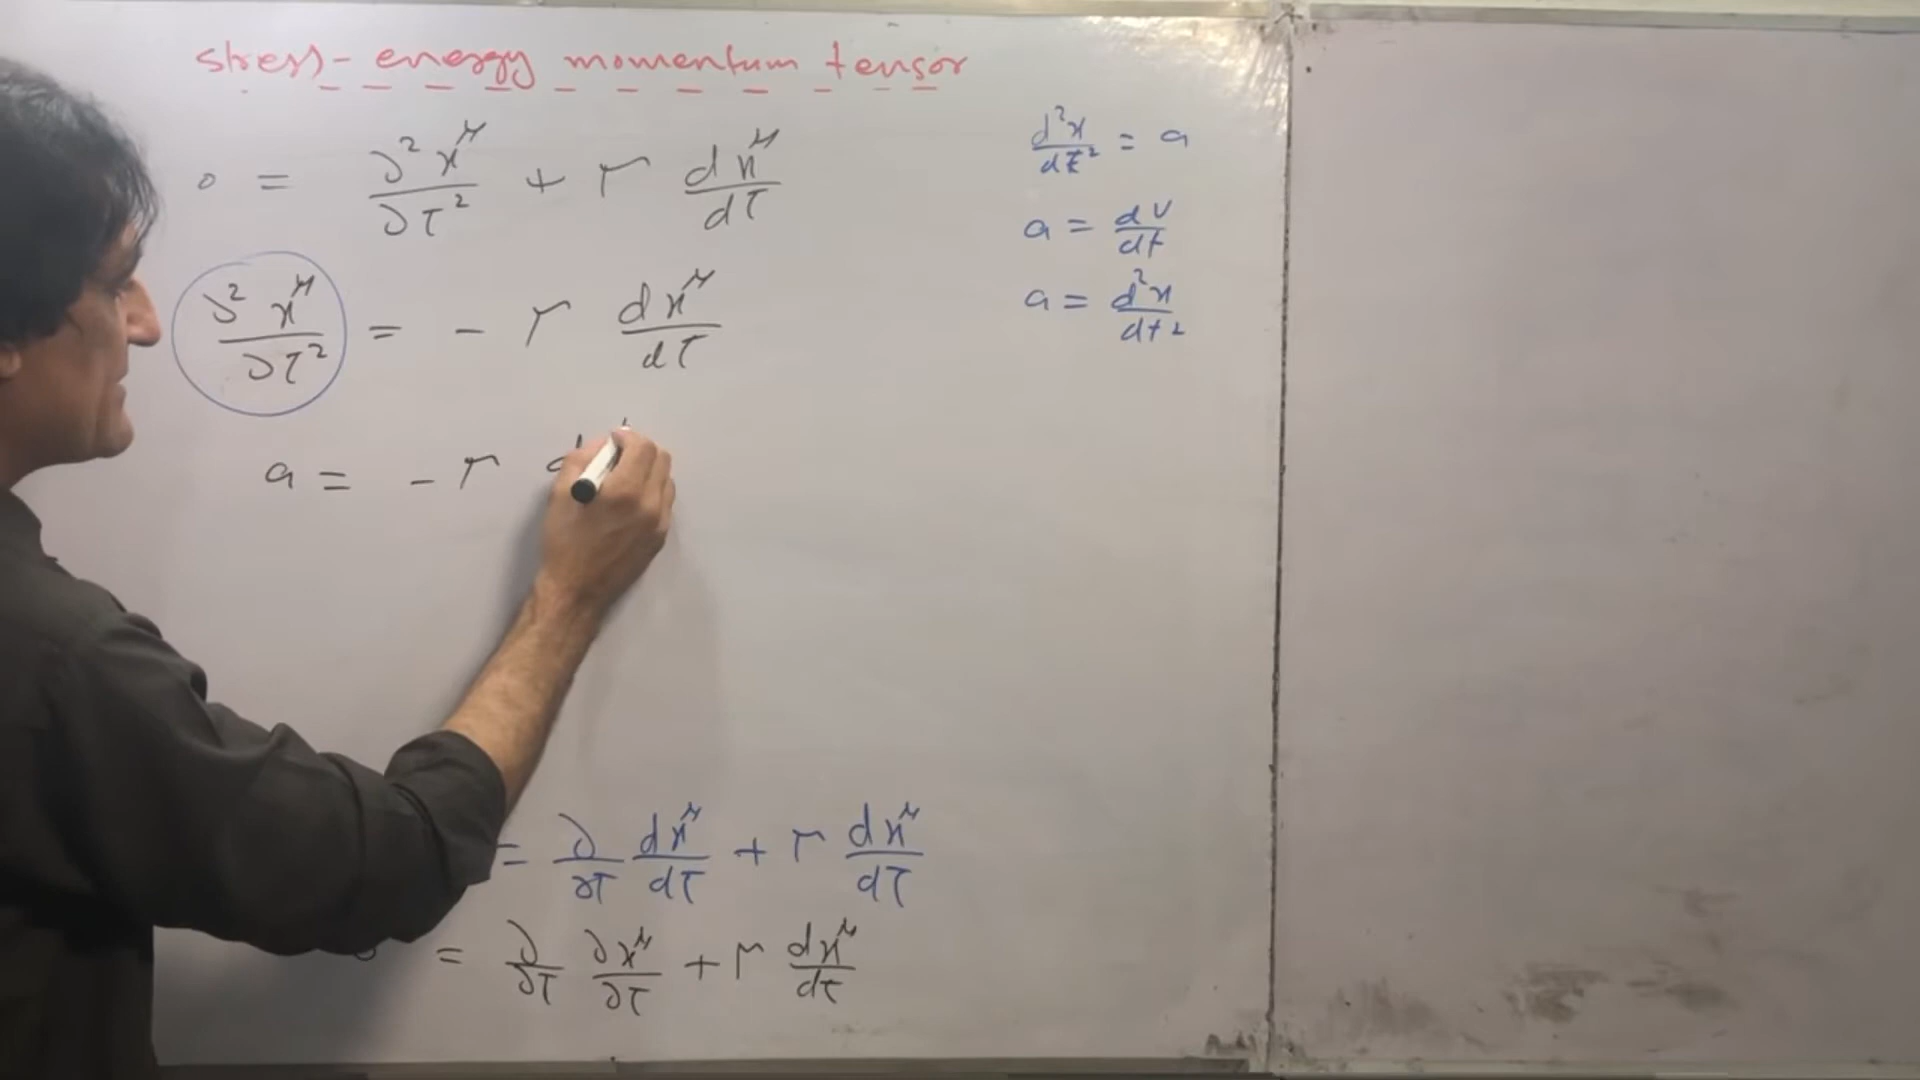 stress-energy momentum tensor
0 = ∂²x^μ/∂τ² + Γ dx^μ/dτ
∂²x^μ/∂τ² = - Γ dx^μ/dτ
a = - Γ d
d²x/dt² = a
a = dv/dt
a = d²x/dt²
= ∂/∂τ dx^μ/dτ + Γ dx^μ/dτ
= ∂/∂τ ∂x^μ/∂τ + Γ dx^μ/dτ